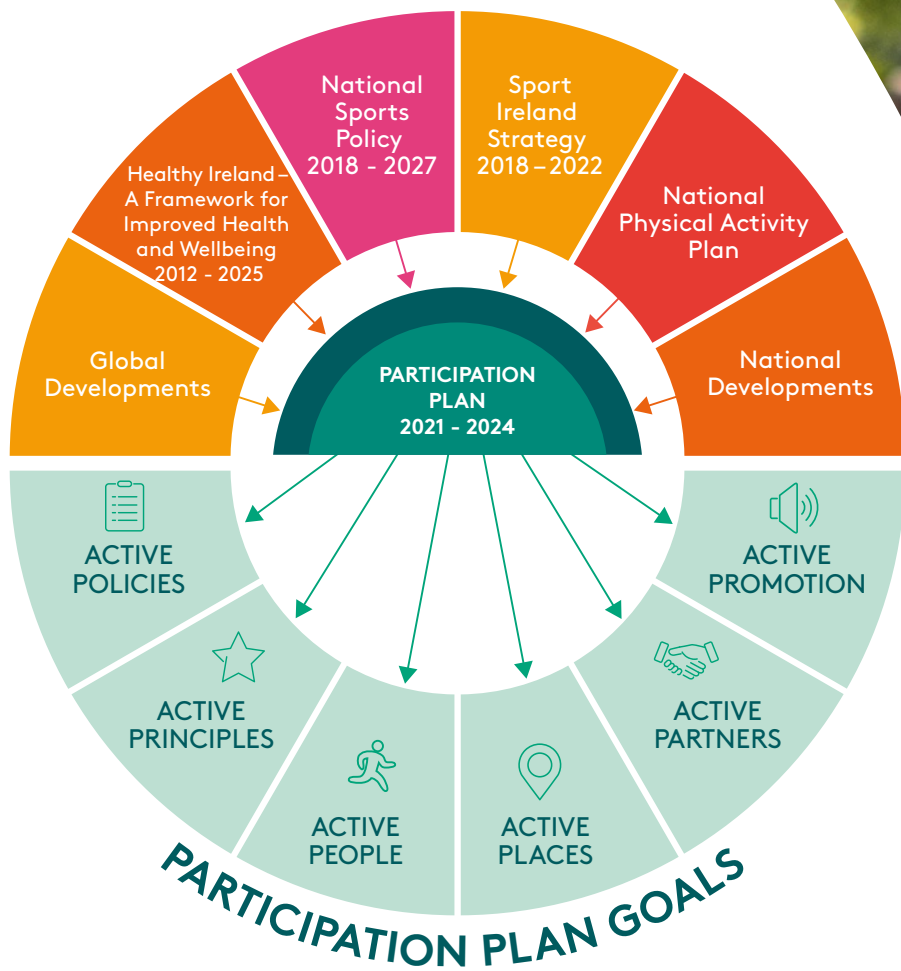 National
Sports
Policy
2018 - 2027
Sport
Ireland
Strategy
2018 – 2022
Healthy Ireland –
A Framework for
Improved Health
and Wellbeing
2012 - 2025
National
Physical Activity
Plan
Global
Developments
National
Developments
PARTICIPATION
PLAN
2021 - 2024
ACTIVE
POLICIES
ACTIVE
PROMOTION
ACTIVE
PRINCIPLES
ACTIVE
PARTNERS
ACTIVE
PEOPLE
ACTIVE
PLACES
PARTICIPATION PLAN GOALS